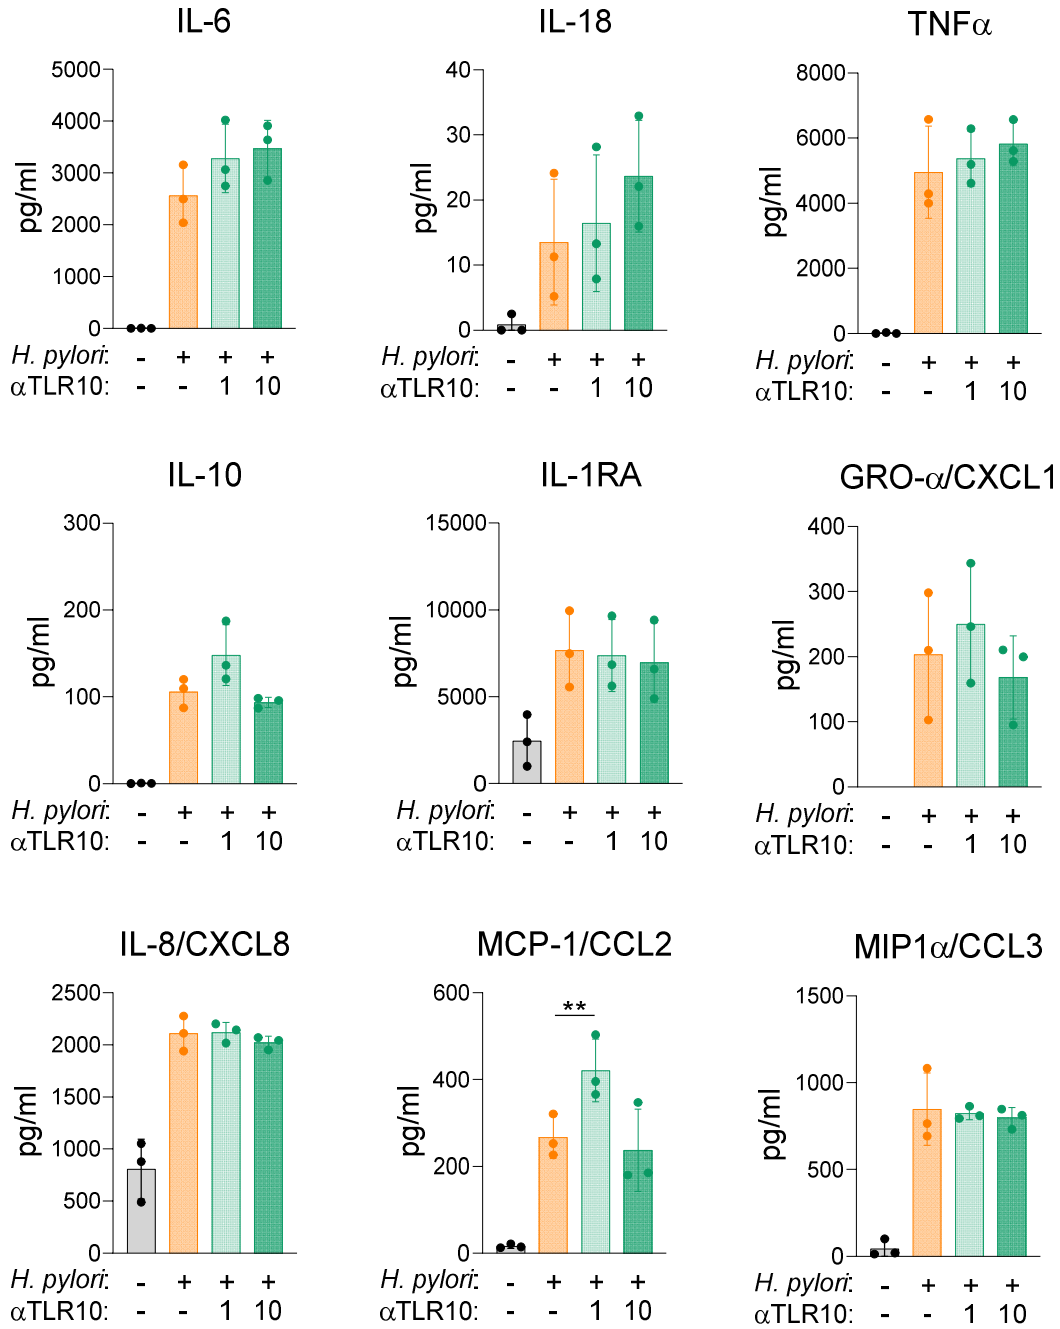 IL-6
5000
4000
3000
2000
1000
0
pg/ml
H. pylori: - + + +
αTLR10: - - 1 10
IL-18
40
30
20
10
0
pg/ml
H. pylori: - + + +
αTLR10: - - 1 10
TNFα
8000
6000
4000
2000
0
pg/ml
H. pylori: - + + +
αTLR10: - - 1 10
IL-10
300
200
100
0
pg/ml
H. pylori: - + + +
αTLR10: - - 1 10
IL-1RA
15000
10000
5000
0
pg/ml
H. pylori: - + + +
αTLR10: - - 1 10
GRO-α/CXCL1
400
300
200
100
0
pg/ml
H. pylori: - + + +
αTLR10: - - 1 10
IL-8/CXCL8
2500
2000
1500
1000
500
0
pg/ml
H. pylori: - + + +
αTLR10: - - 1 10
MCP-1/CCL2
600
400
200
0
pg/ml
**
H. pylori: - + + +
αTLR10: - - 1 10
MIP1α/CCL3
1500
1000
500
0
pg/ml
H. pylori: - + + +
αTLR10: - - 1 10